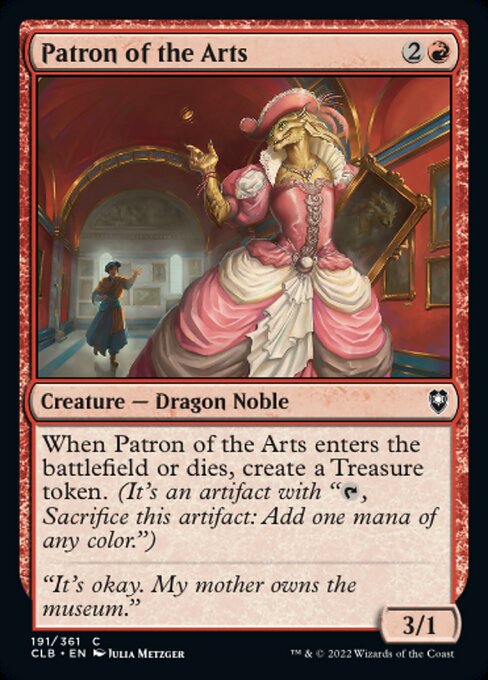 Patron of the Arts 2
Creature — Dragon Noble
When Patron of the Arts enters the
battlefield or dies, create a Treasure
token. (It's an artifact with “,
Sacrifice this artifact: Add one mana of
any color.”)
“It's okay. My mother owns the
museum.”
3/1
191/361 C
CLB • EN Julia Metzger
™ & © 2022 Wizards of the Coast